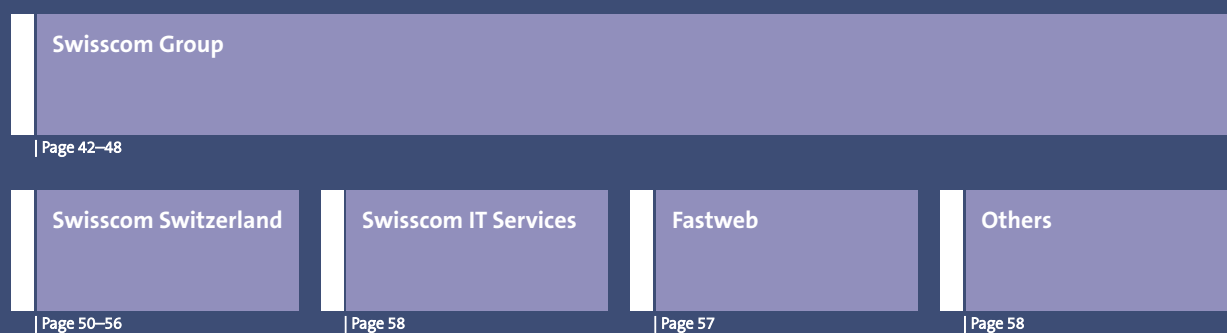 Swisscom Group
| Page 42–48
Swisscom Switzerland
Swisscom IT Services
Fastweb
Others
| Page 50–56
| Page 58
| Page 57
| Page 58